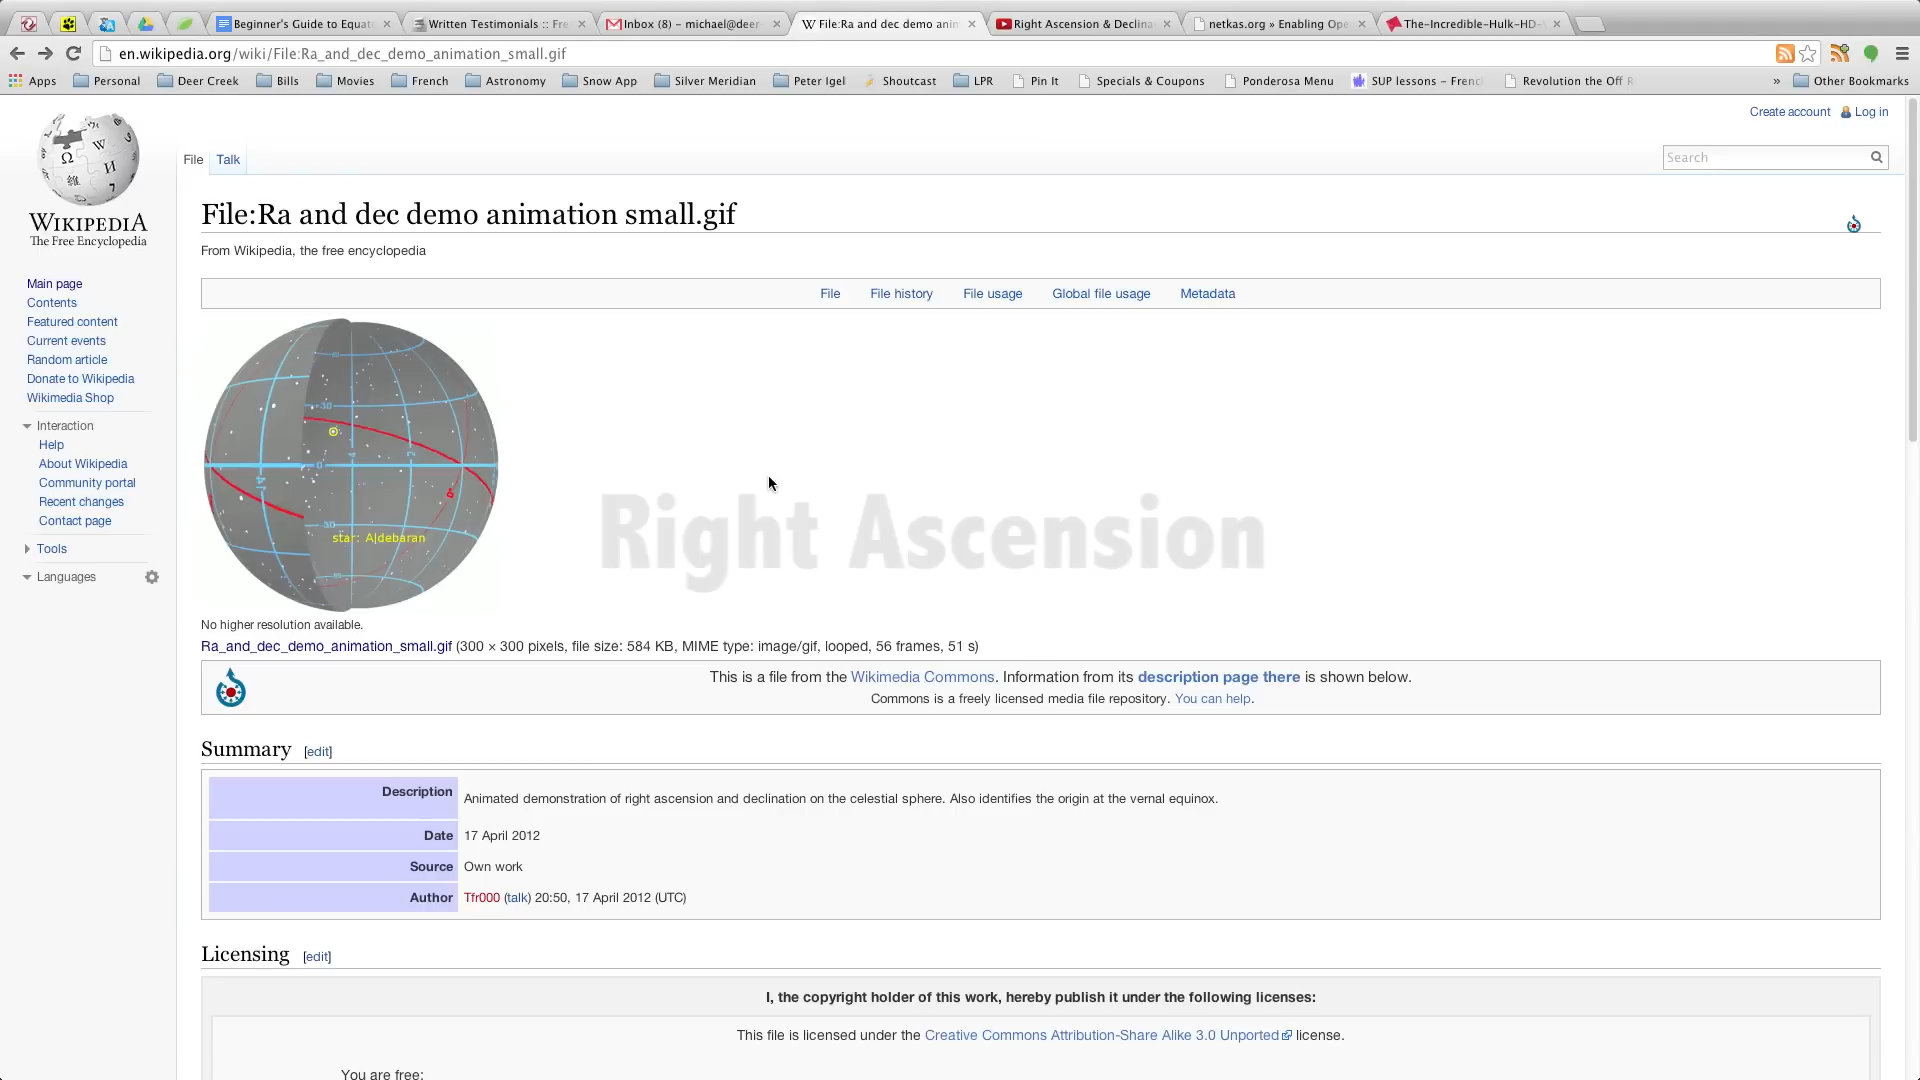 Beginner's Guide to Equat
Written Testimonials :: Fre
Inbox (8) – michael@deer
File:Ra and dec demo anim
Right Ascension & Declina
netkas.org » Enabling Ope
The-Incredible-Hulk-HD-
en.wikipedia.org/wiki/File:Ra_and_dec_demo_animation_small.gif
Apps
Personal
Deer Creek
Bills
Movies
French
Astronomy
Snow App
Silver Meridian
Peter Igel
Shoutcast
LPR
Pin It
Specials & Coupons
Ponderosa Menu
SUP lessons – Frenc
Revolution the Off R
»
Other Bookmarks
Create account
Log in
File
Talk
Search
WIKIPEDIA
The Free Encyclopedia
File:Ra and dec demo animation small.gif
From Wikipedia, the free encyclopedia
File
File history
File usage
Global file usage
Metadata
Main page
Contents
Featured content
Current events
Random article
Donate to Wikipedia
Wikimedia Shop
Interaction
Help
About Wikipedia
Community portal
Recent changes
Contact page
Tools
Languages
star: Aldebaran
Right Ascension
No higher resolution available.
Ra_and_dec_demo_animation_small.gif (300 × 300 pixels, file size: 584 KB, MIME type: image/gif, looped, 56 frames, 51 s)
This is a file from the Wikimedia Commons. Information from its description page there is shown below.
Commons is a freely licensed media file repository. You can help.
Summary [edit]
Description
Animated demonstration of right ascension and declination on the celestial sphere. Also identifies the origin at the vernal equinox.
Date
17 April 2012
Source
Own work
Author
Tfr000 (talk) 20:50, 17 April 2012 (UTC)
Licensing [edit]
I, the copyright holder of this work, hereby publish it under the following licenses:
This file is licensed under the Creative Commons Attribution-Share Alike 3.0 Unported license.
You are free: